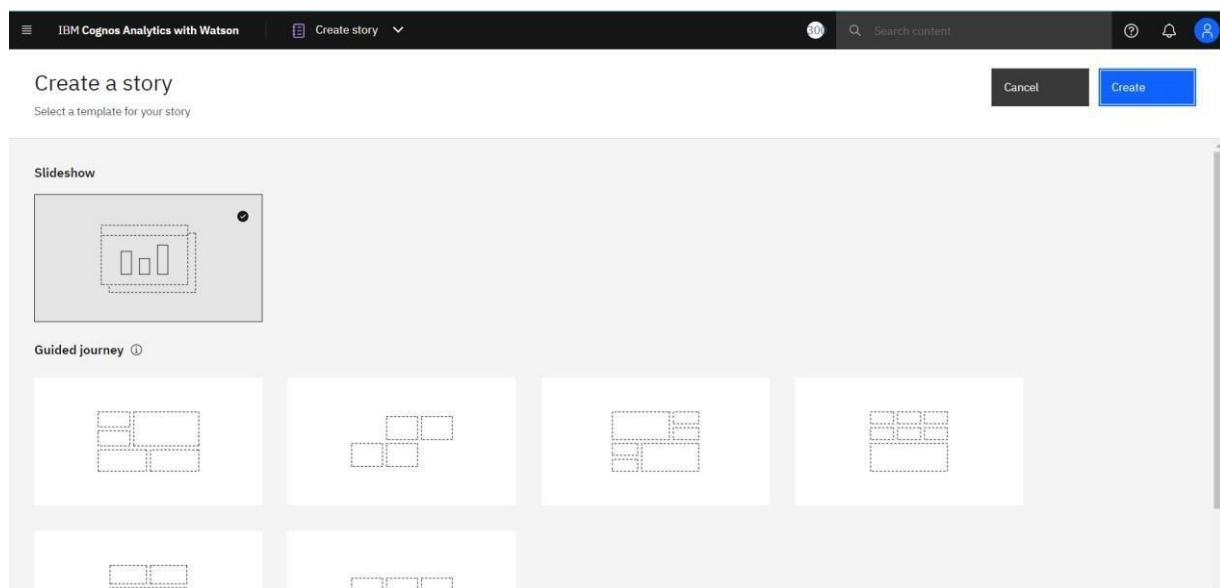 IBM Cognos Analytics with Watson
Create story
Search content
Create a story
Select a template for your story
Cancel
Create
Slideshow
Guided journey